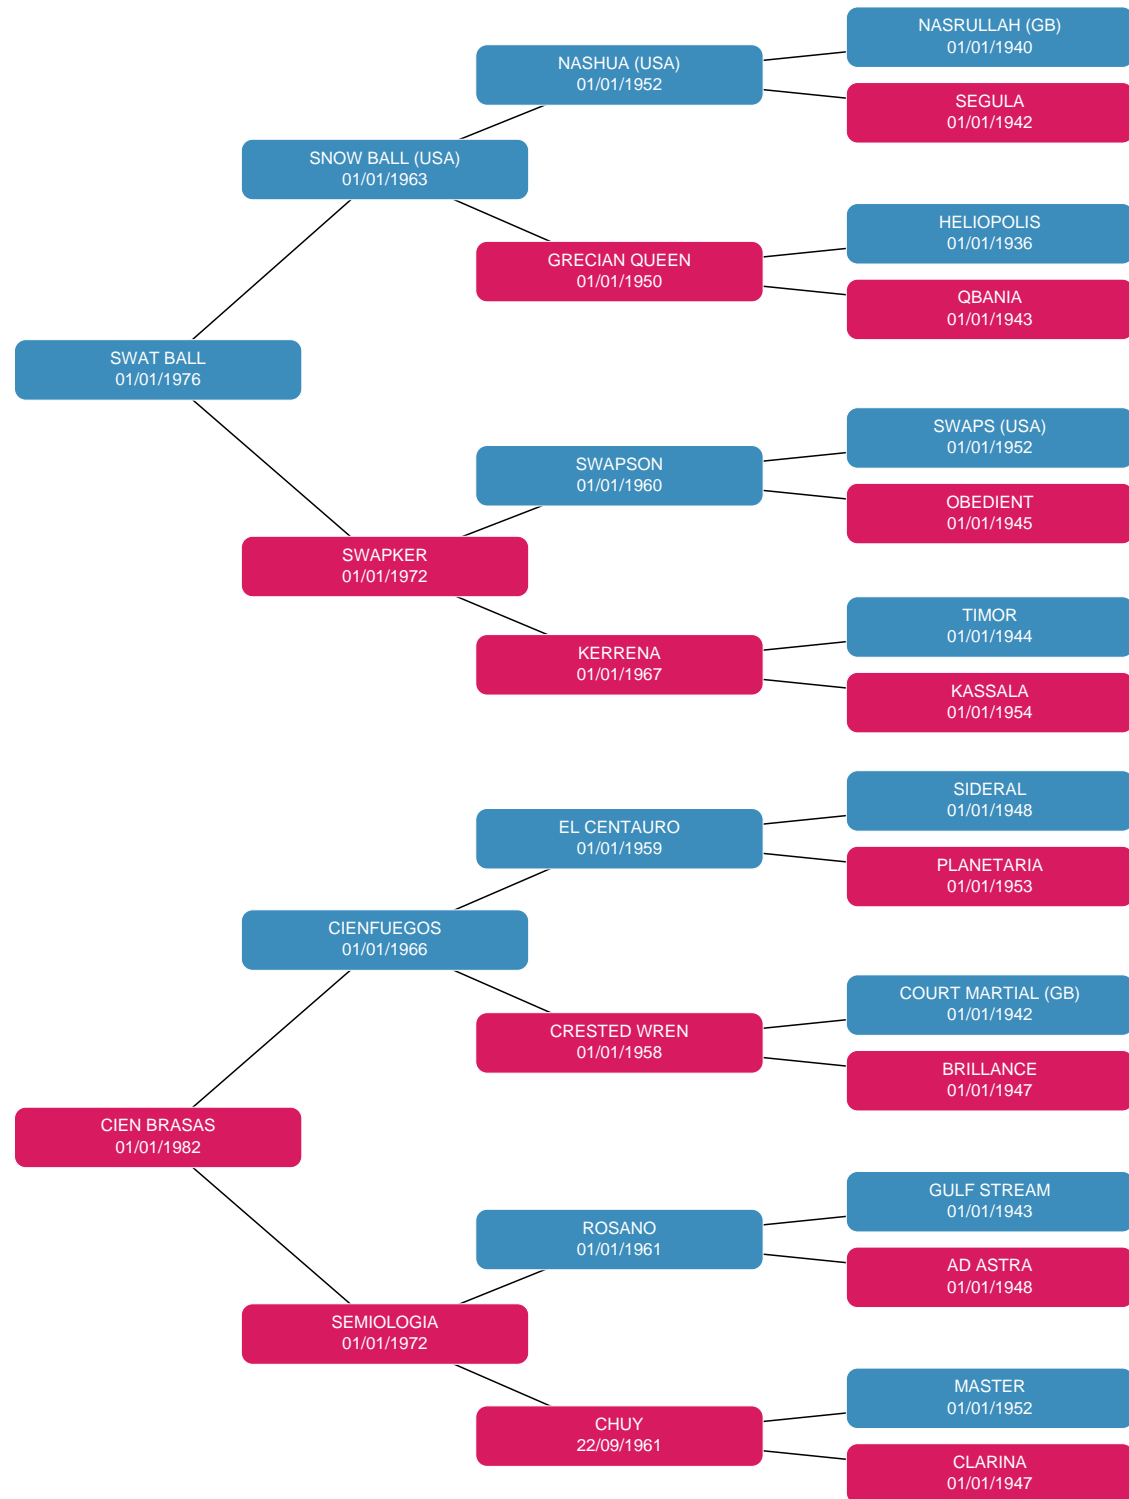 NASRULLAH (GB)
01/01/1940
NASHUA (USA)
01/01/1952
SEGULA
01/01/1942
SNOW BALL (USA)
01/01/1963
HELIOPOLIS
01/01/1936
GRECIAN QUEEN
01/01/1950
QBANIA
01/01/1943
SWAT BALL
01/01/1976
SWAPS (USA)
01/01/1952
SWAPSON
01/01/1960
OBEDIENT
01/01/1945
SWAPKER
01/01/1972
TIMOR
01/01/1944
KERRENA
01/01/1967
KASSALA
01/01/1954
SIDERAL
01/01/1948
EL CENTAURO
01/01/1959
PLANETARIA
01/01/1953
CIENFUEGOS
01/01/1966
COURT MARTIAL (GB)
01/01/1942
CRESTED WREN
01/01/1958
BRILLANCE
01/01/1947
CIEN BRASAS
01/01/1982
GULF STREAM
01/01/1943
ROSANO
01/01/1961
AD ASTRA
01/01/1948
SEMIOLOGIA
01/01/1972
MASTER
01/01/1952
CHUY
22/09/1961
CLARINA
01/01/1947